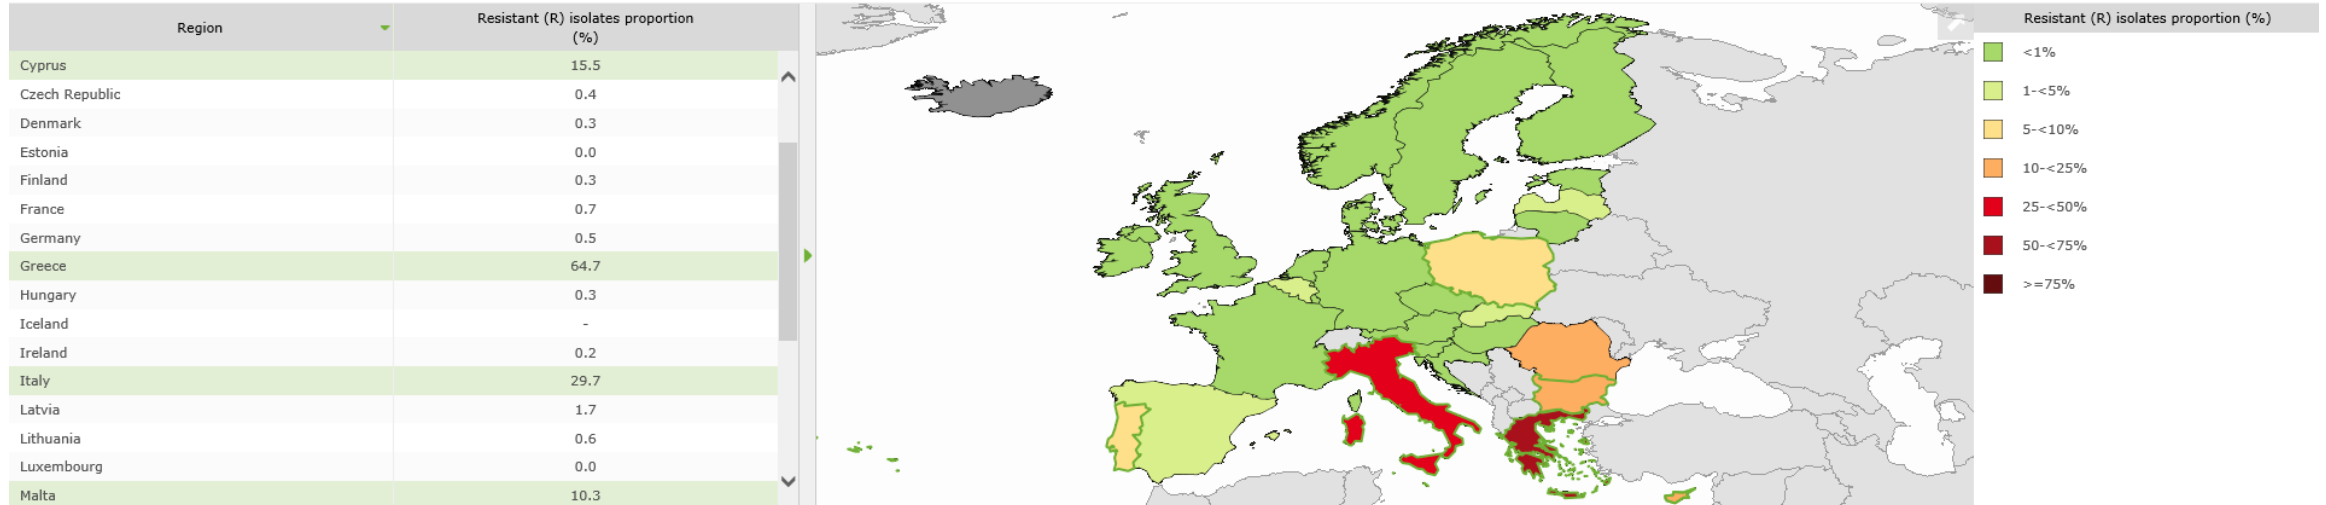 Region Resistant (R) isolates proportion
(%)
Cyprus 15.5
Czech Republic 0.4
Denmark 0.3
Estonia 0.0
Finland 0.3
France 0.7
Germany 0.5
Greece 64.7
Hungary 0.3
Iceland -
Ireland 0.2
Italy 29.7
Latvia 1.7
Lithuania 0.6
Luxembourg 0.0
Malta 10.3
Resistant (R) isolates proportion (%)
<1%
1-<5%
5-<10%
10-<25%
25-<50%
50-<75%
>=75%